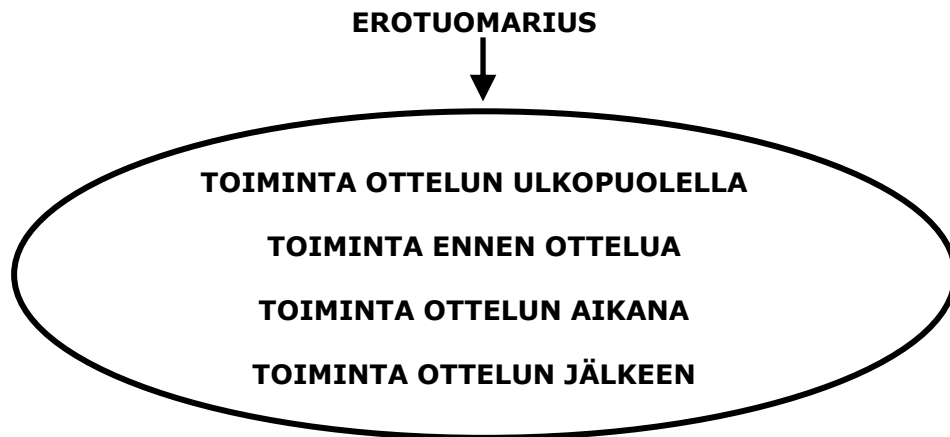 EROTUOMARIUS
TOIMINTA OTTELUN ULKOPUOLELLA
TOIMINTA ENNEN OTTELUA
TOIMINTA OTTELUN AIKANA
TOIMINTA OTTELUN JÄLKEEN